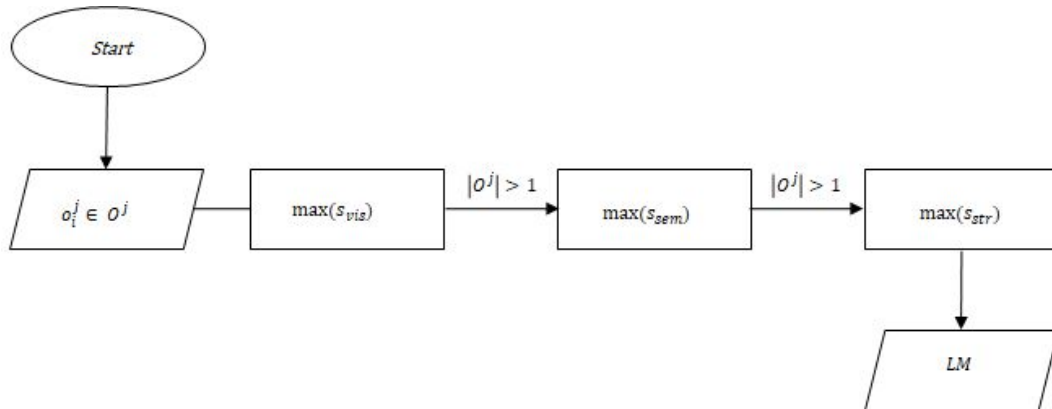 Start
|O^j| > 1
|O^j| > 1
o_i^j ∈ O^j
max(s_vis)
max(s_sem)
max(s_str)
LM